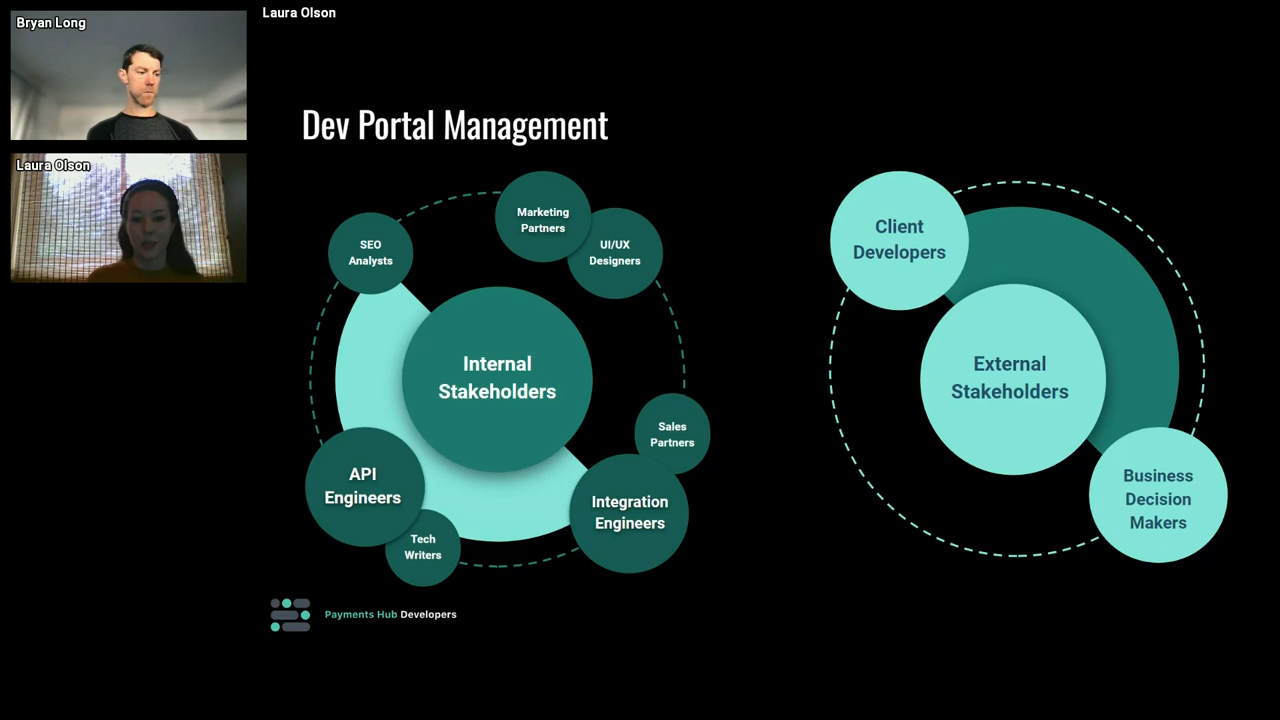 Bryan Long
Laura Olson
Laura Olson
Dev Portal Management
Marketing
Partners
UI/UX
Designers
SEO
Analysts
Internal
Stakeholders
Sales
Partners
API
Engineers
Integration
Engineers
Tech
Writers
Client
Developers
External
Stakeholders
Business
Decision
Makers
Payments Hub Developers